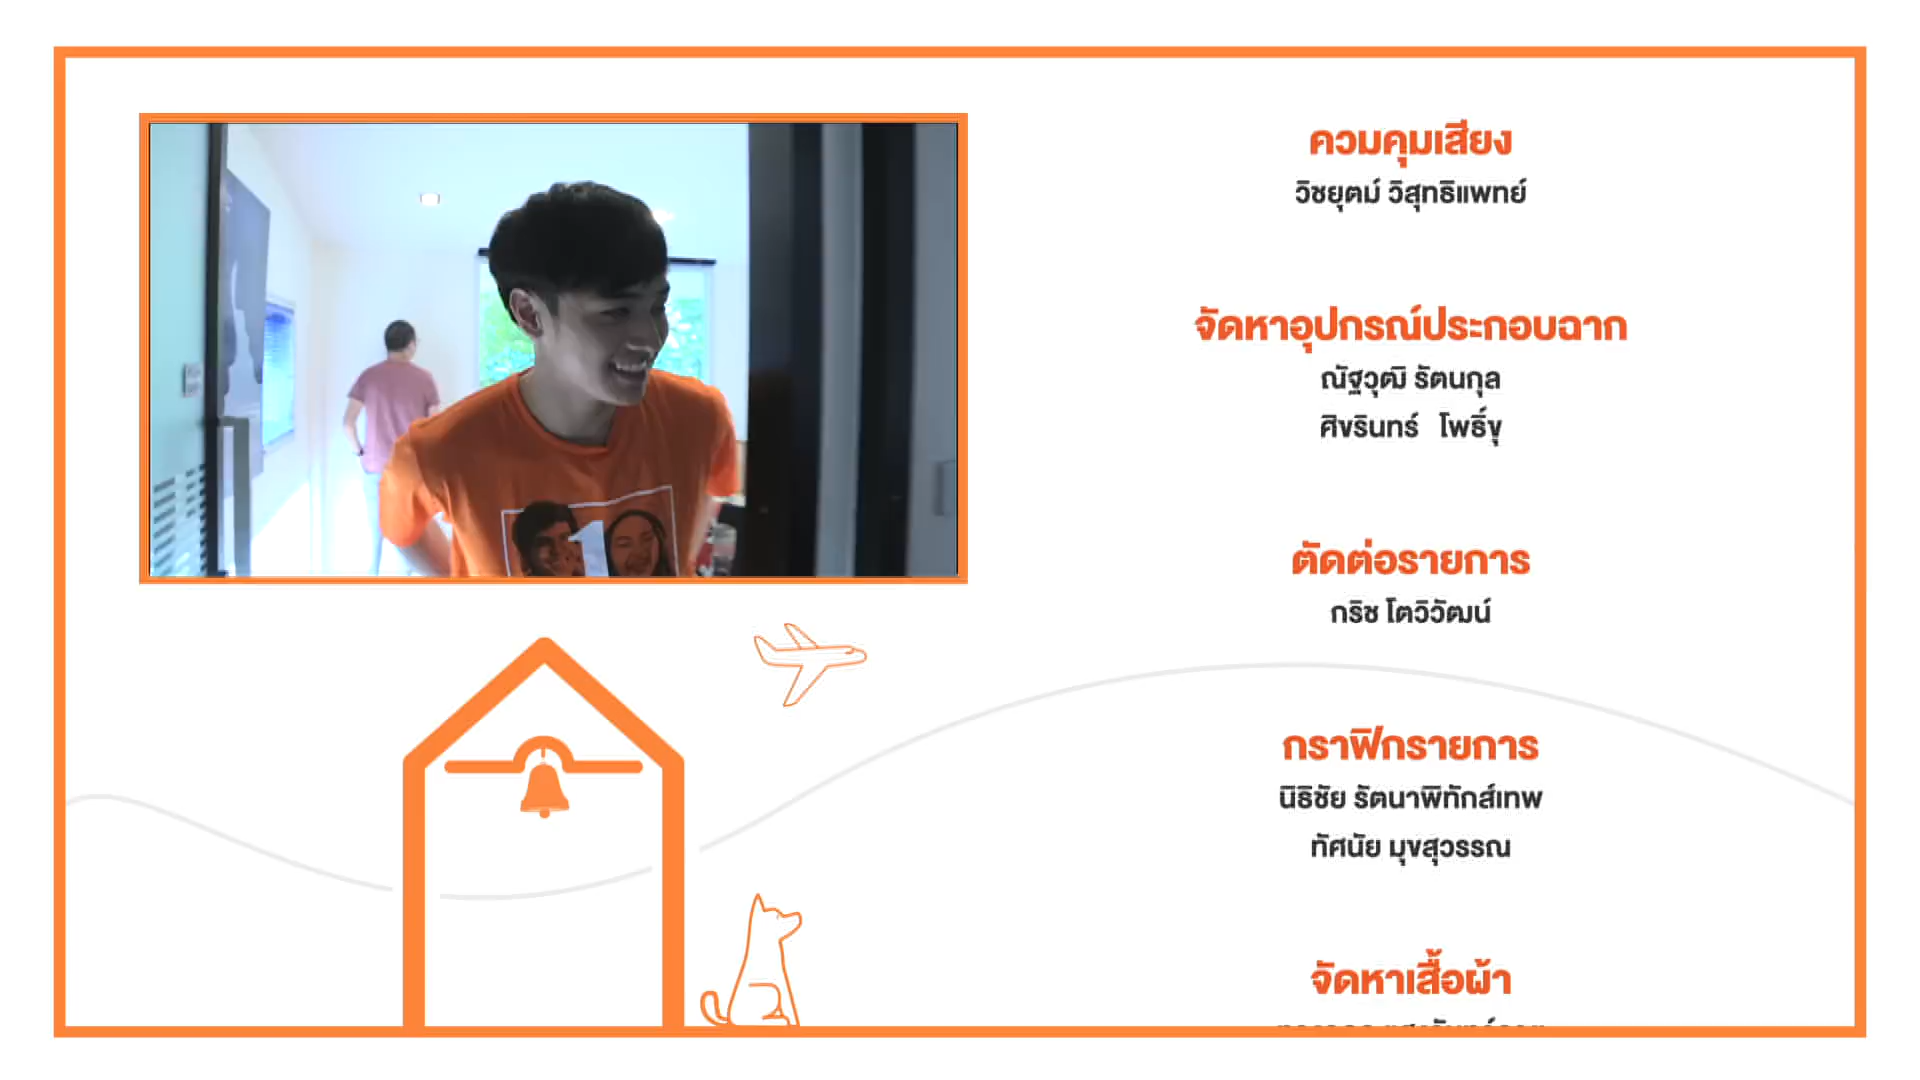 1
ควมคุมเสียง
วิชยุตม์ วิสุทธิแพทย์
จัดหาอุปกรณ์ประกอบฉาก
ณัฐวุฒิ รัตนกุล
ศิขรินทร์ โพธิ์ขุ
ตัดต่อรายการ
กริช โตวิวัฒน์
กราฟิกรายการ
นิธิชัย รัตนาพิทักส์เทพ
ทัศนัย มุขสุวรรณ
จัดหาเสื้อผ้า